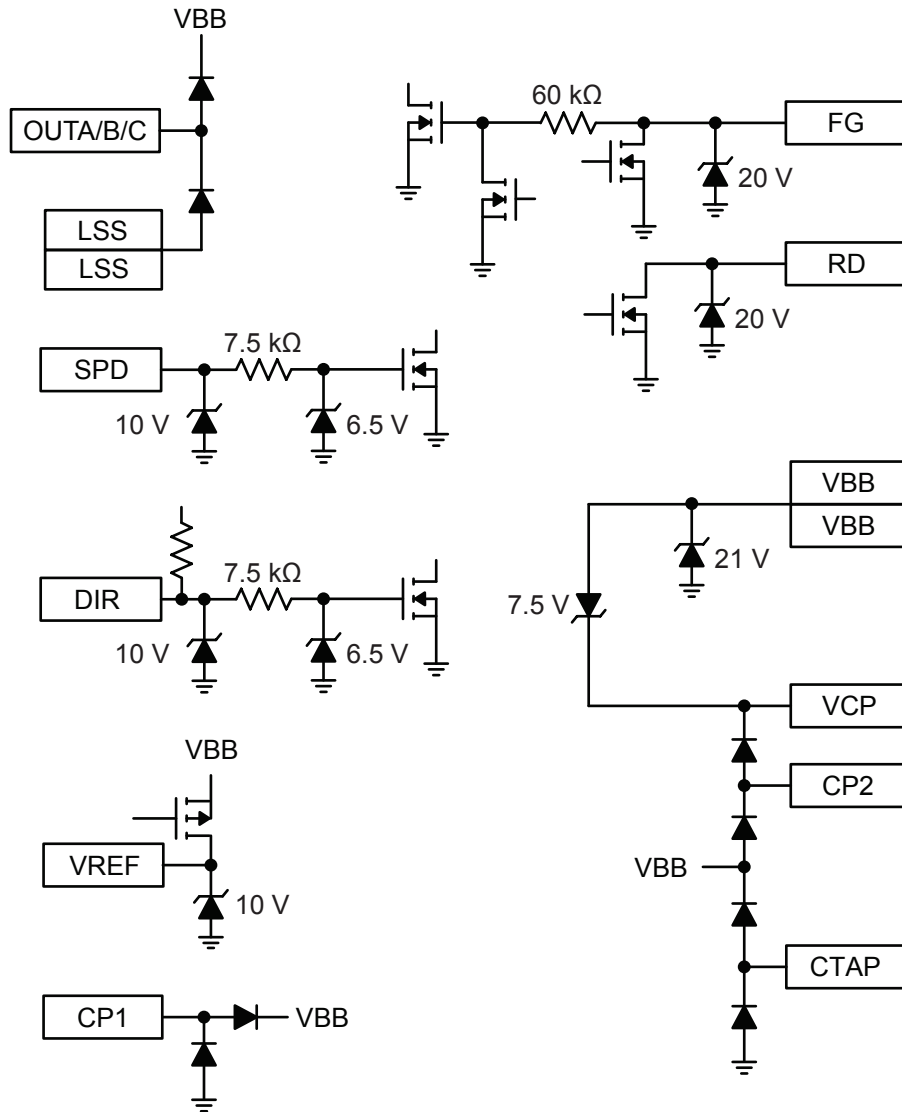 VBB
OUTA/B/C
LSS
LSS
60 kΩ
FG
20 V
RD
20 V
7.5 kΩ
SPD
10 V
6.5 V
7.5 kΩ
DIR
10 V
6.5 V
VBB
VREF
10 V
CP1
VBB
VBB
VBB
21 V
7.5 V
VCP
CP2
VBB
CTAP